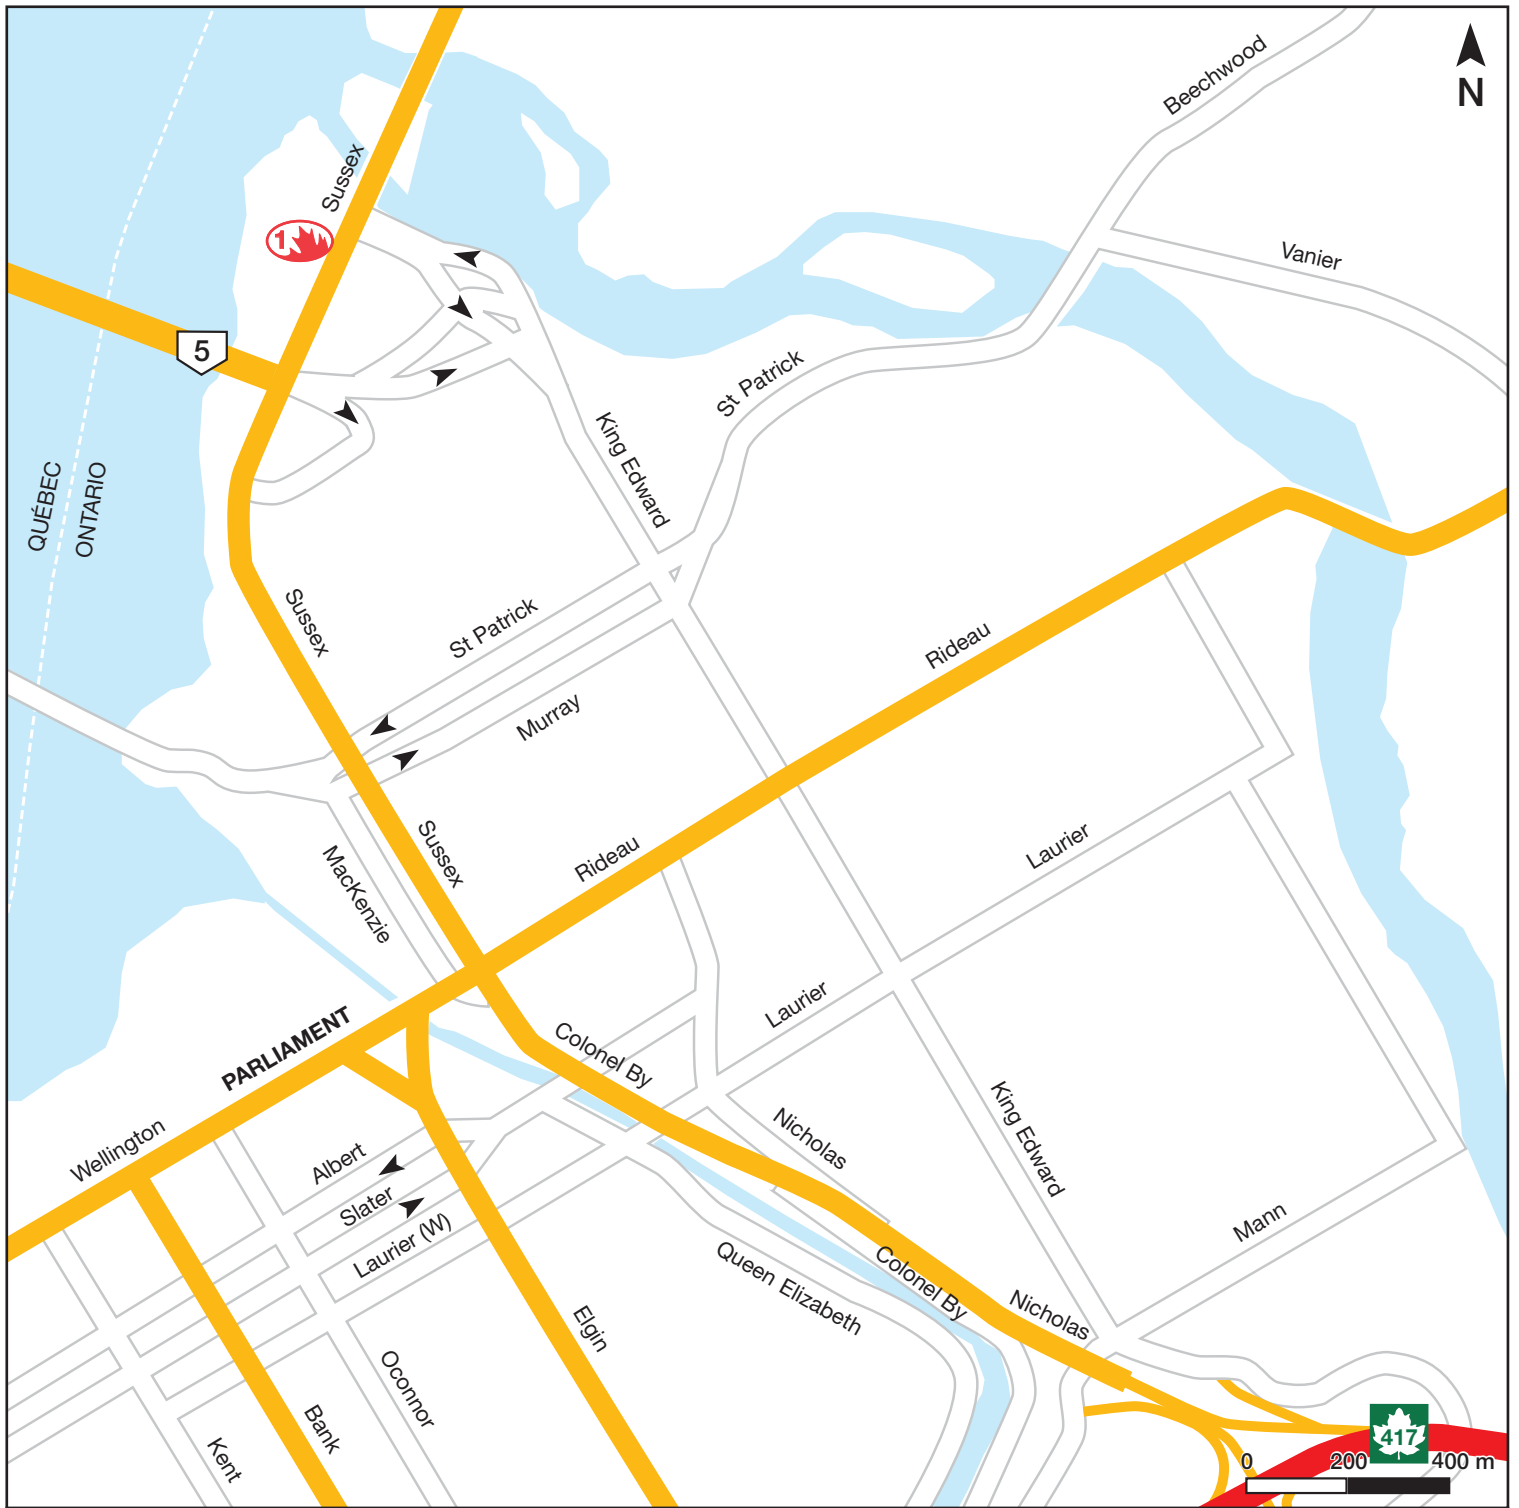 N
Beechwood
Sussex
1
Vanier
5
St Patrick
King Edward
QUÉBEC
ONTARIO
Sussex
St Patrick
Rideau
Murray
Sussex
Rideau
Laurier
MacKenzie
Laurier
PARLIAMENT
Colonel By
Nicholas
King Edward
Wellington
Albert
Slater
Laurier (W)
Mann
Queen Elizabeth
Colonel By
Nicholas
Elgin
Oconnor
Bank
Kent
417
0 200 400 m